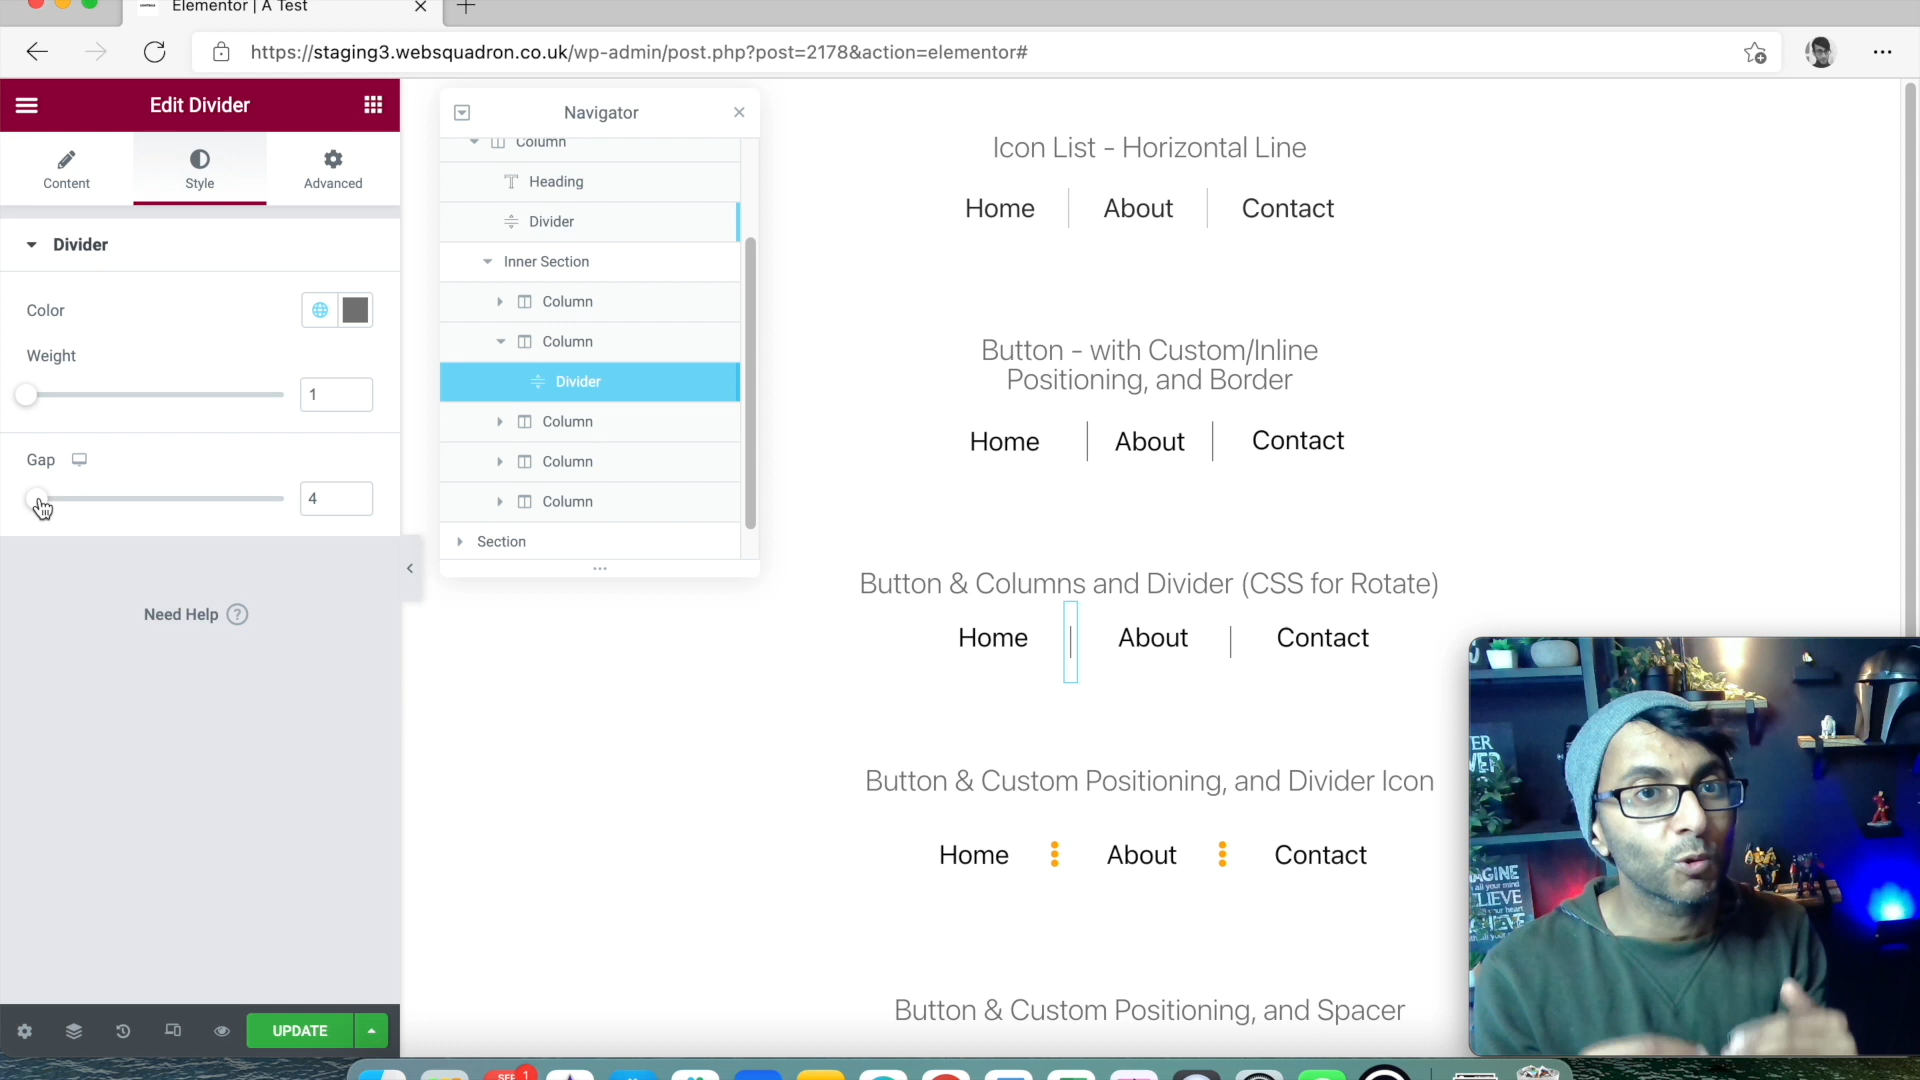 Elementor | A Test
https://staging3.websquadron.co.uk/wp-admin/post.php?post=2178&action=elementor#
Edit Divider
Content
Style
Advanced
Divider
Color
Weight
1
Gap
4
Need Help
?
UPDATE
Navigator
Column
Heading
Divider
Inner Section
Column
Column
Divider
Column
Column
Column
Section
Icon List - Horizontal Line
Home
About
Contact
Button - with Custom/Inline
Positioning, and Border
Home
About
Contact
Button & Columns and Divider (CSS for Rotate)
Home
About
Contact
Button & Custom Positioning, and Divider Icon
Home
About
Contact
Button & Custom Positioning, and Spacer
SEP
1